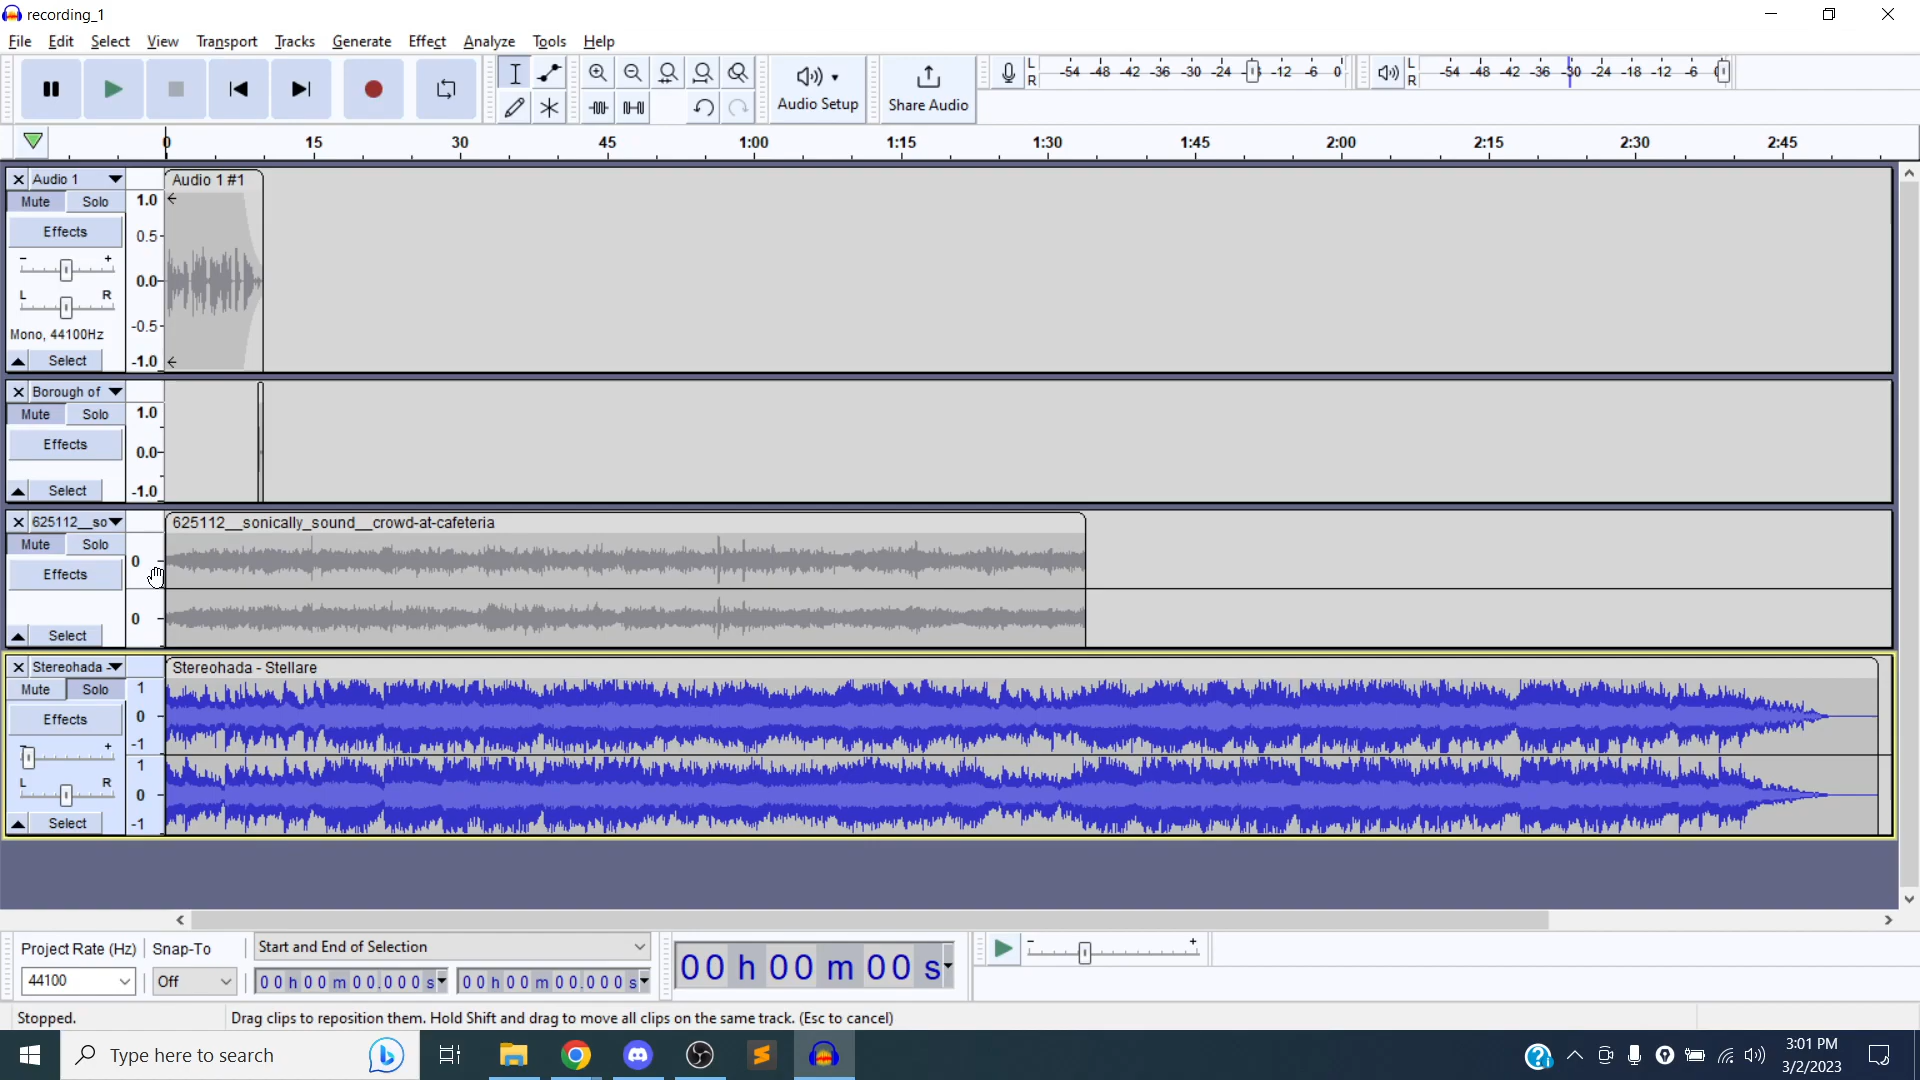 recording_1
File Edit Select View Transport Tracks Generate Effect Analyze Tools Help
Audio Setup
Share Audio
L R -54 -48 -42 -36 -30 -24 -12 -6 0
L R -54 -48 -42 -36 -30 -24 -18 -12 -6 0
0 15 30 45 1:00 1:15 1:30 1:45 2:00 2:15 2:30 2:45
Audio 1
Mute Solo
Effects
- +
L R
Mono, 44100Hz
Select
1.0
0.5
0.0
-0.5
-1.0
Audio 1 #1
Borough of
Mute Solo
Effects
Select
1.0
0.0
-1.0
625112__so
Mute Solo
Effects
Select
0
0
625112__sonically_sound__crowd-at-cafeteria
Stereohada -
Mute Solo
Effects
- +
L R
Select
1
0
-1
1
0
-1
Stereohada - Stellare
Project Rate (Hz) Snap-To
44100 Off
Start and End of Selection
00 h 00 m 00.000 s 00 h 00 m 00.000 s
00 h 00 m 00 s
- +
Stopped. Drag clips to reposition them. Hold Shift and drag to move all clips on the same track. (Esc to cancel)
Type here to search
3:01 PM
3/2/2023